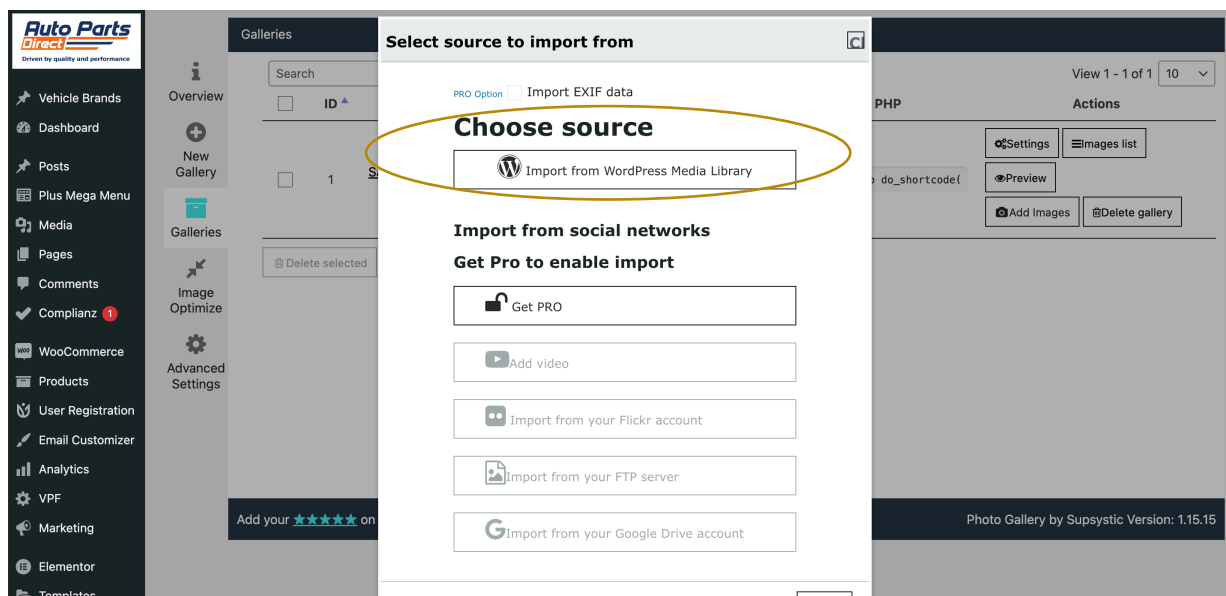 Auto Parts
Direct
Driven by quality and performance
Vehicle Brands
Dashboard
Posts
Plus Mega Menu
Media
Pages
Comments
Complianz 1
WooCommerce
Products
User Registration
Email Customizer
Analytics
VPF
Marketing
Elementor
Templates
Overview
New
Gallery
Galleries
Image
Optimize
Advanced
Settings
Galleries
Search
View 1 - 1 of 1 10
ID
PHP
Actions
1
do_shortcode(
Settings
Images list
Preview
Add Images
Delete gallery
Delete selected
Select source to import from
Cl
PRO Option Import EXIF data
Choose source
Import from WordPress Media Library
Import from social networks
Get Pro to enable import
Get PRO
Add video
Import from your Flickr account
Import from your FTP server
Import from your Google Drive account
Add your ★★★★★ on
Photo Gallery by Supsystic Version: 1.15.15